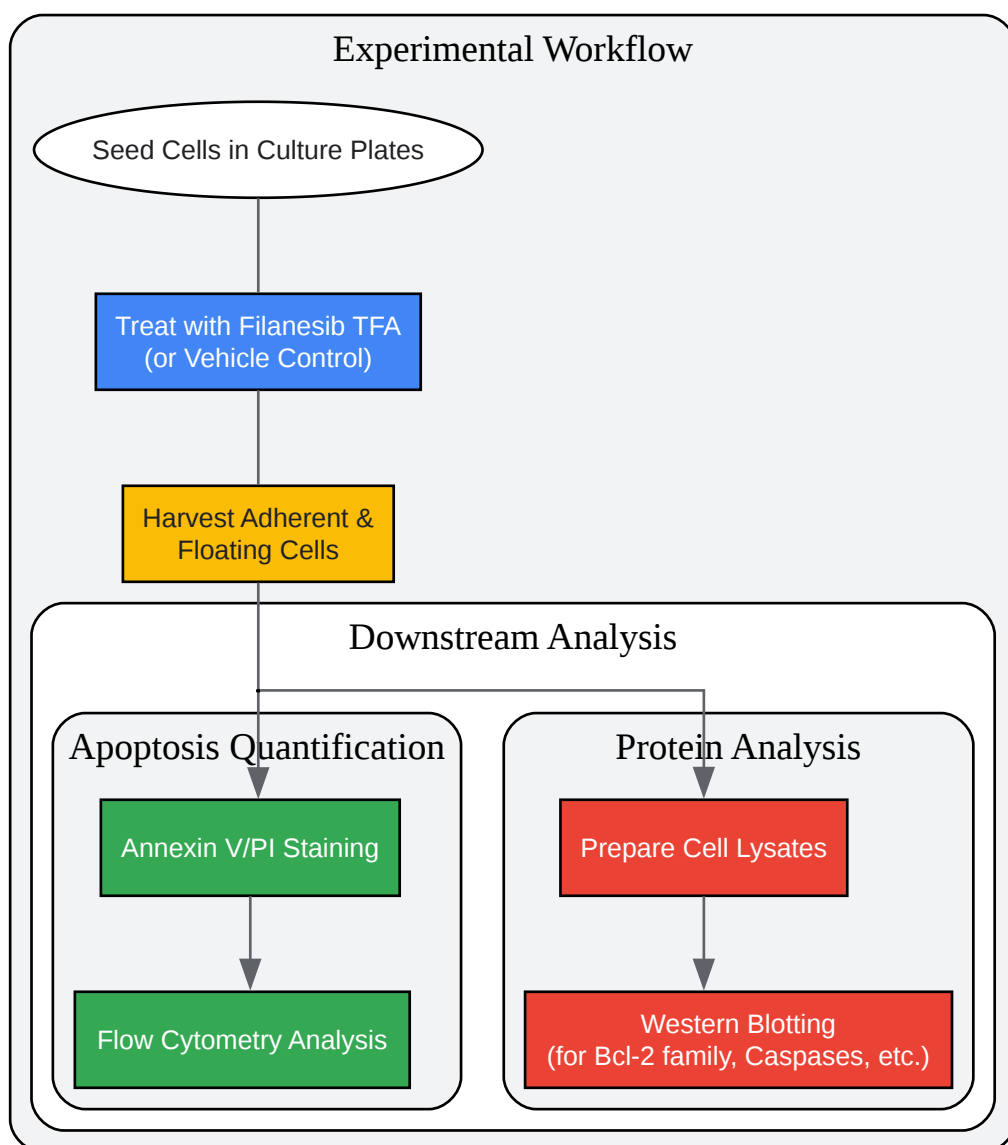 Experimental Workflow
Seed Cells in Culture Plates
Treat with Filanesib TFA
(or Vehicle Control)
Harvest Adherent &
Floating Cells
Downstream Analysis
Apoptosis Quantification
Annexin V/PI Staining
Flow Cytometry Analysis
Protein Analysis
Prepare Cell Lysates
Western Blotting
(for Bcl-2 family, Caspases, etc.)